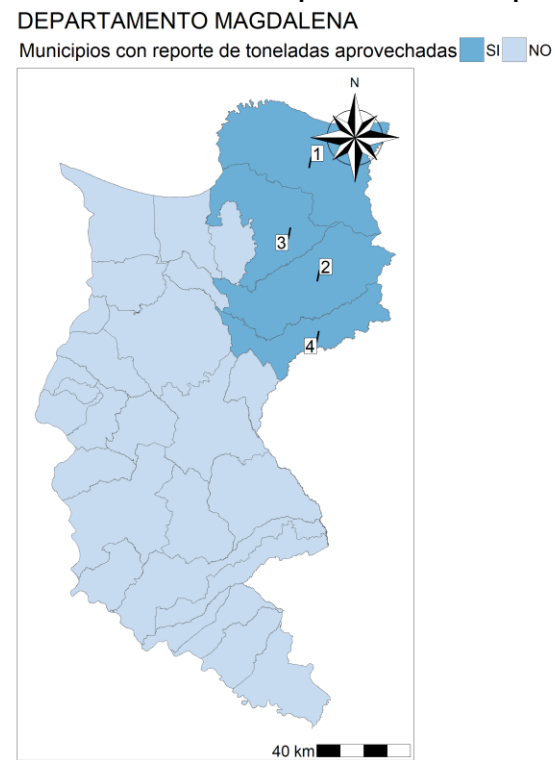 DEPARTAMENTO MAGDALENA
Municipios con reporte de toneladas aprovechadas SI NO
N
1
3
2
4
40 km